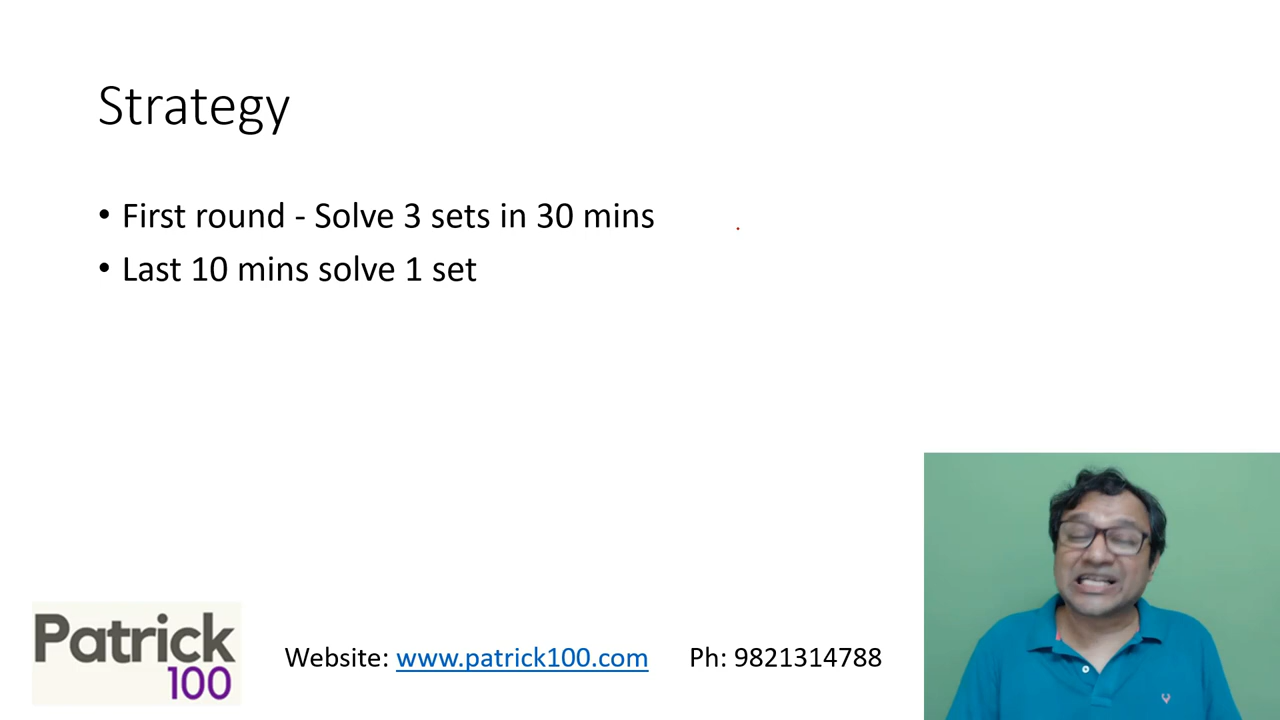 Strategy
• First round - Solve 3 sets in 30 mins
• Last 10 mins solve 1 set
Patrick
100
Website: www.patrick100.com Ph: 9821314788